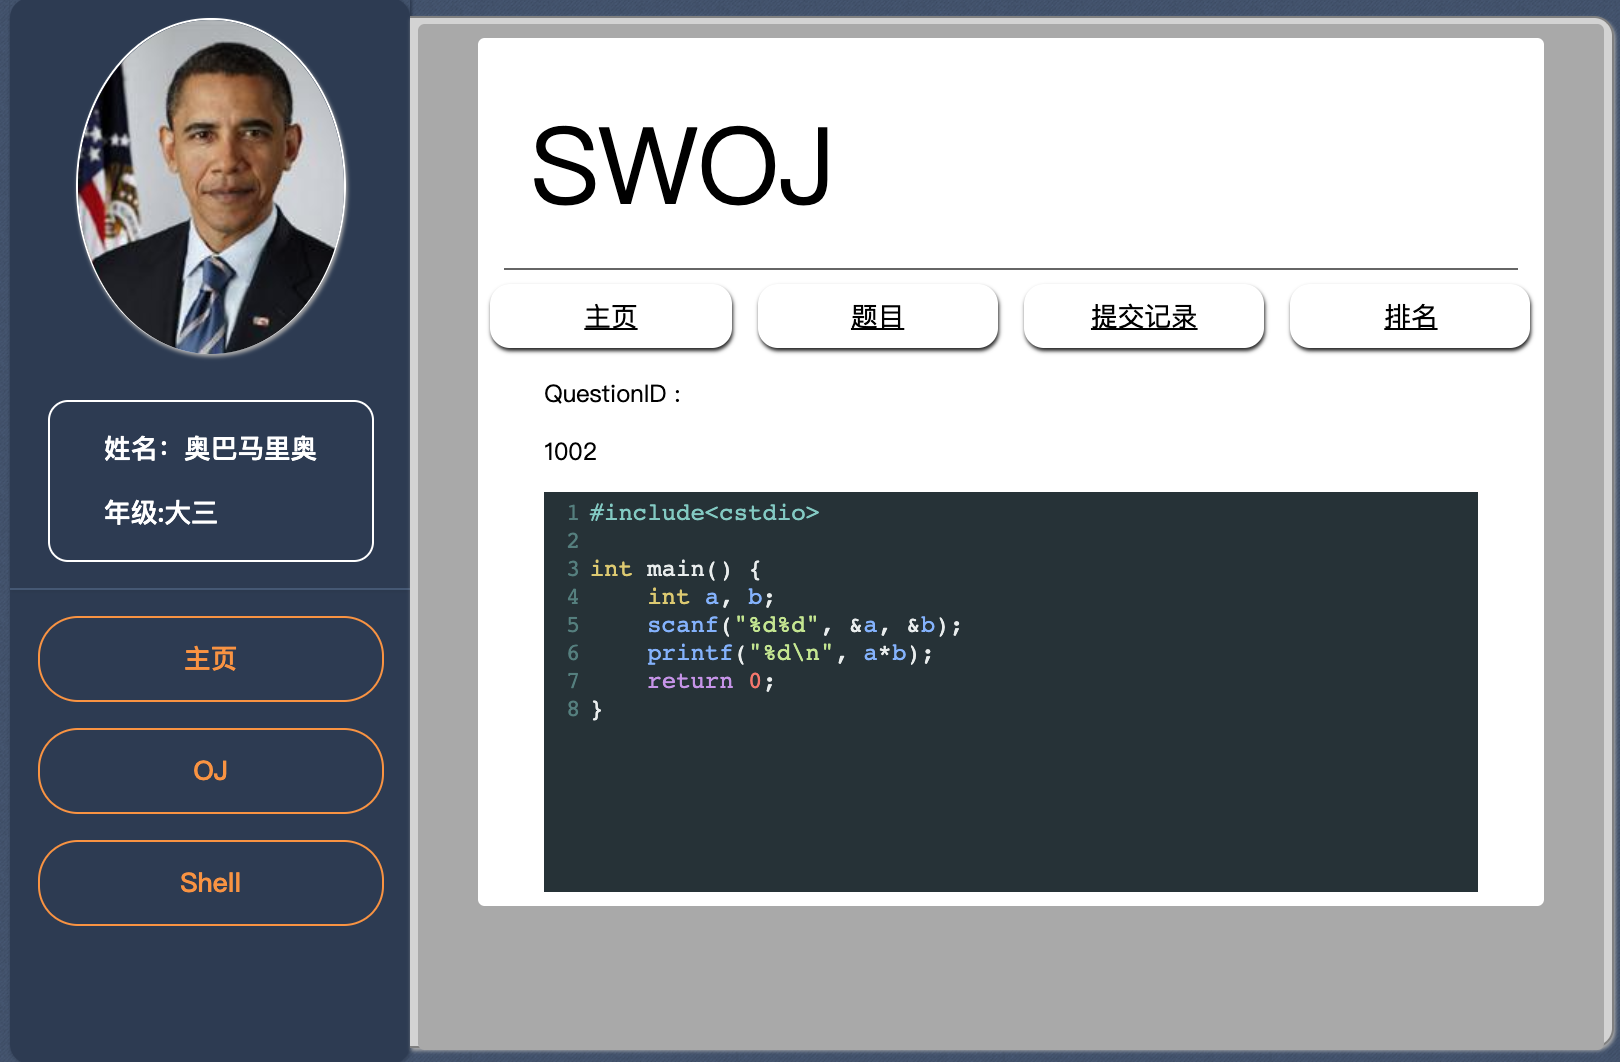 姓名：奥巴马里奥
年级:大三
主页
OJ
Shell
SWOJ
主页
题目
提交记录
排名
QuestionID :
1002
1 #include<cstdio>
2
3 int main() {
4     int a, b;
5     scanf("%d%d", &a, &b);
6     printf("%d\n", a*b);
7     return 0;
8 }